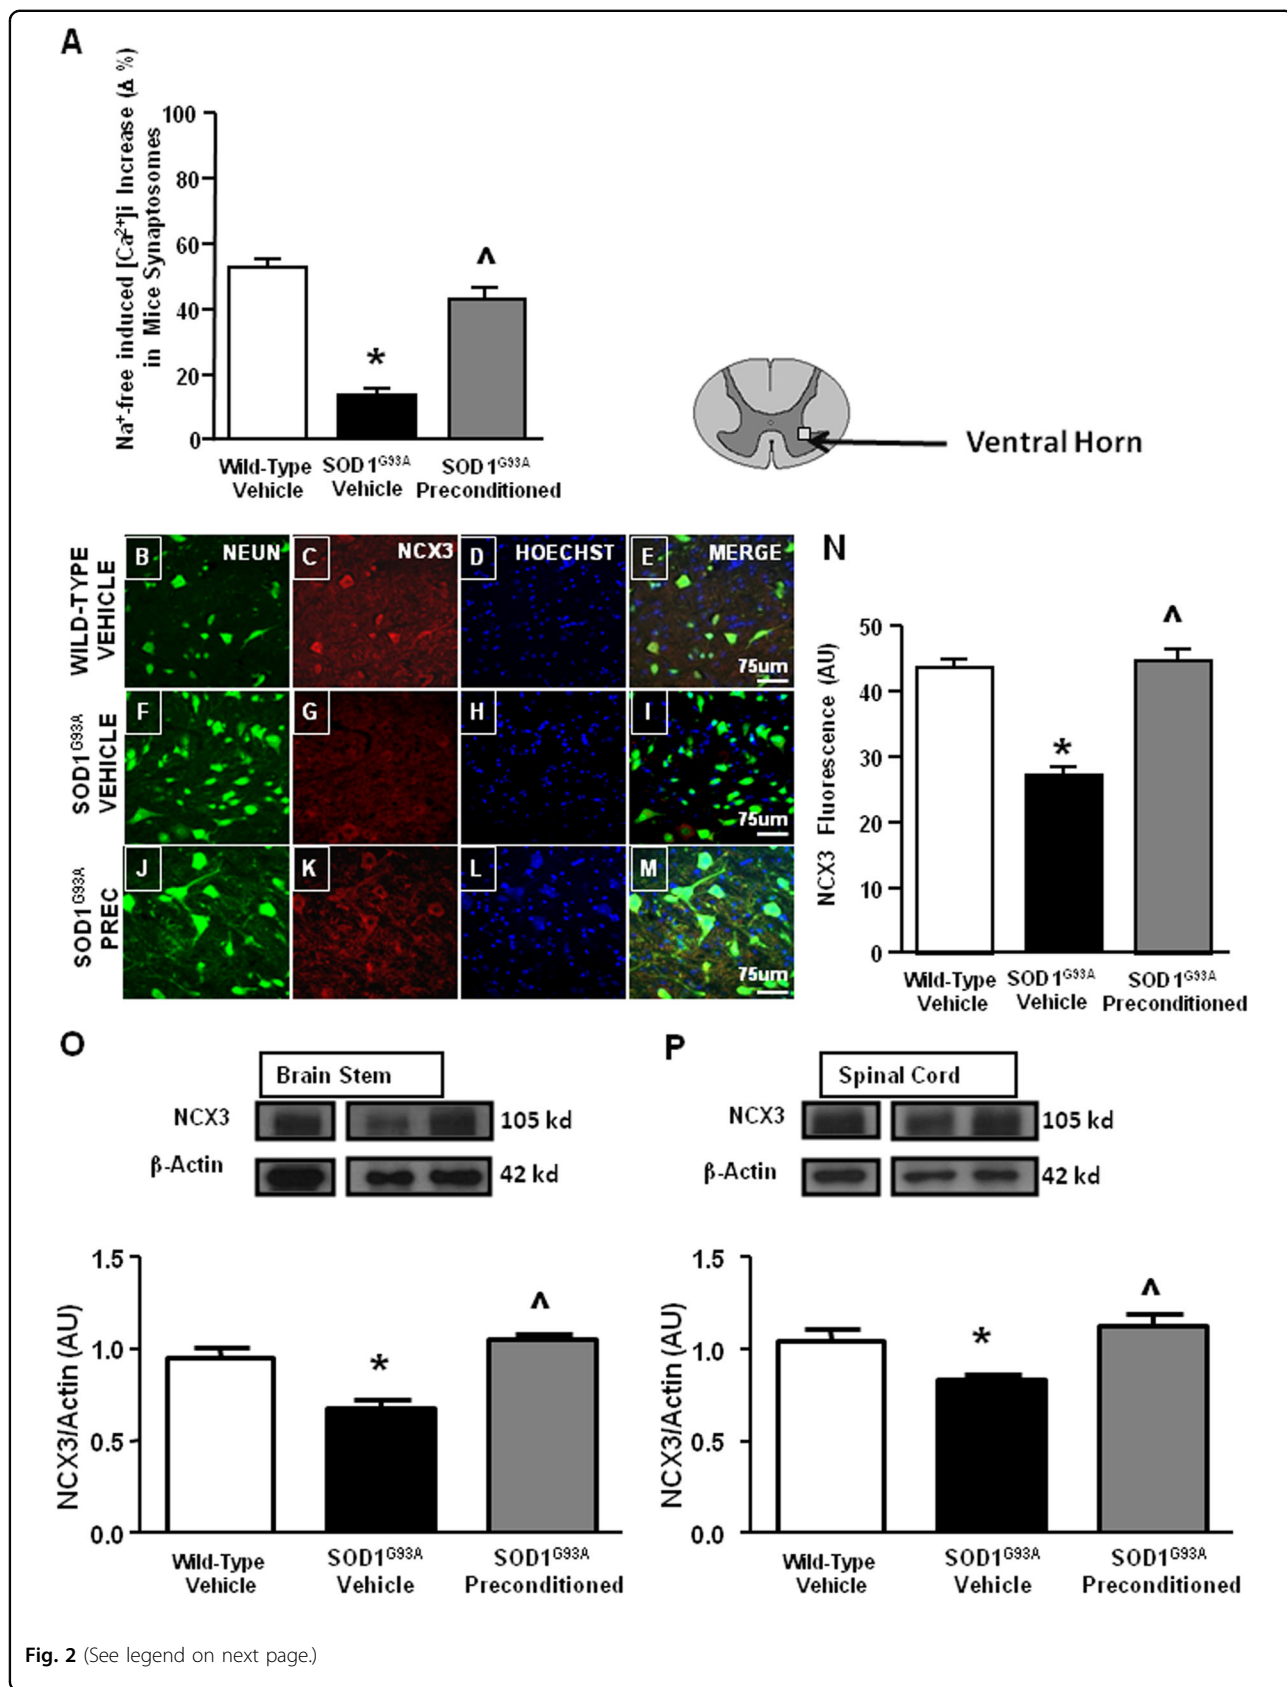 A
Na⁺-free induced [Ca²⁺]i Increase (Δ %)
in Mice Synaptosomes
100
80
60
40
20
0
*
^
Wild-Type
Vehicle
SOD1ᴳ⁹³ᴬ
Vehicle
SOD1ᴳ⁹³ᴬ
Preconditioned
Ventral Horn
WILD-TYPE
VEHICLE
B NEUN
C NCX3
D HOECHST
E MERGE
75um
SOD1ᴳ⁹³ᴬ
VEHICLE
F
G
H
I
75um
SOD1ᴳ⁹³ᴬ
PREC
J
K
L
M
75um
N
NCX3 Fluorescence (AU)
50
40
30
20
10
0
*
^
Wild-Type
Vehicle
SOD1ᴳ⁹³ᴬ
Vehicle
SOD1ᴳ⁹³ᴬ
Preconditioned
O
Brain Stem
NCX3
105 kd
β-Actin
42 kd
NCX3/Actin (AU)
1.5
1.0
0.5
0.0
*
^
Wild-Type
Vehicle
SOD1ᴳ⁹³ᴬ
Vehicle
SOD1ᴳ⁹³ᴬ
Preconditioned
P
Spinal Cord
NCX3
105 kd
β-Actin
42 kd
NCX3/Actin (AU)
1.5
1.0
0.5
0.0
*
^
Wild-Type
Vehicle
SOD1ᴳ⁹³ᴬ
Vehicle
SOD1ᴳ⁹³ᴬ
Preconditioned
Fig. 2 (See legend on next page.)